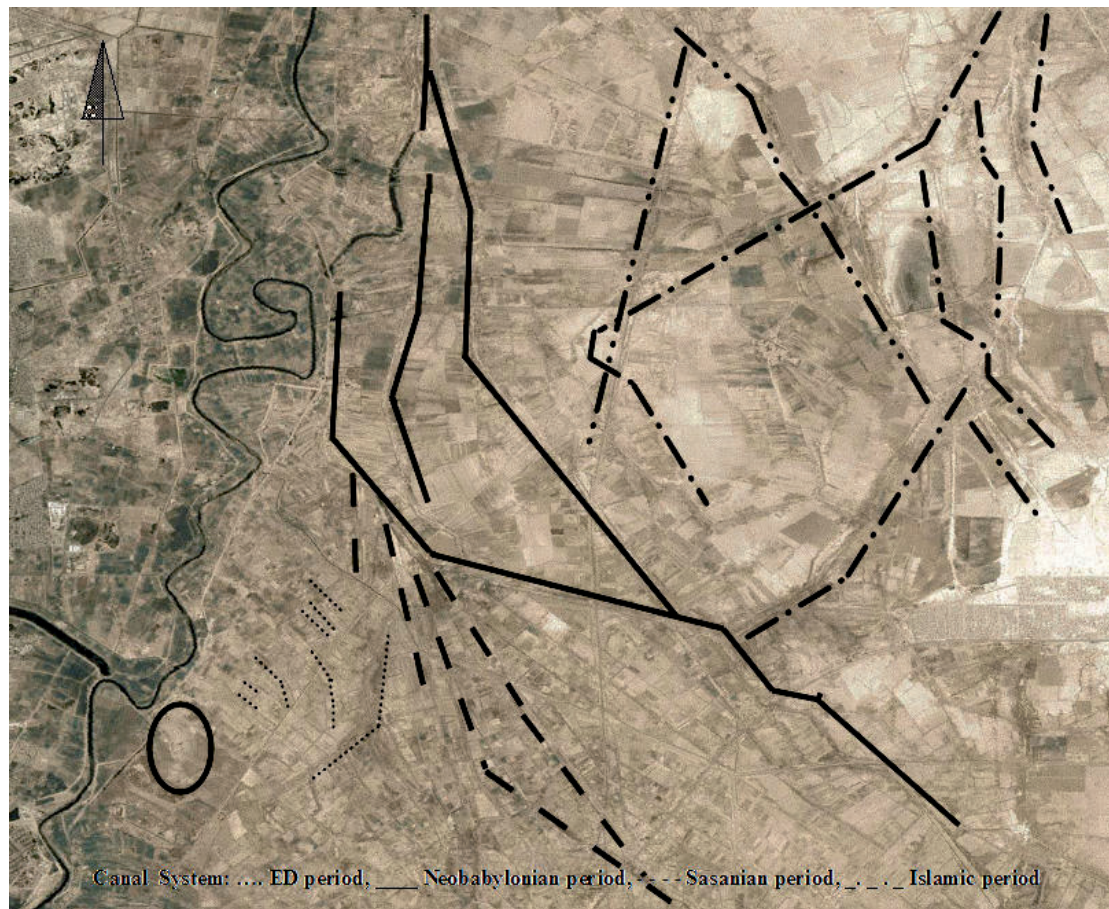 Canal System: .... ED period, ____ Neobabylonian period, - - - - Sasanian period, _. _ . _ Islamic period